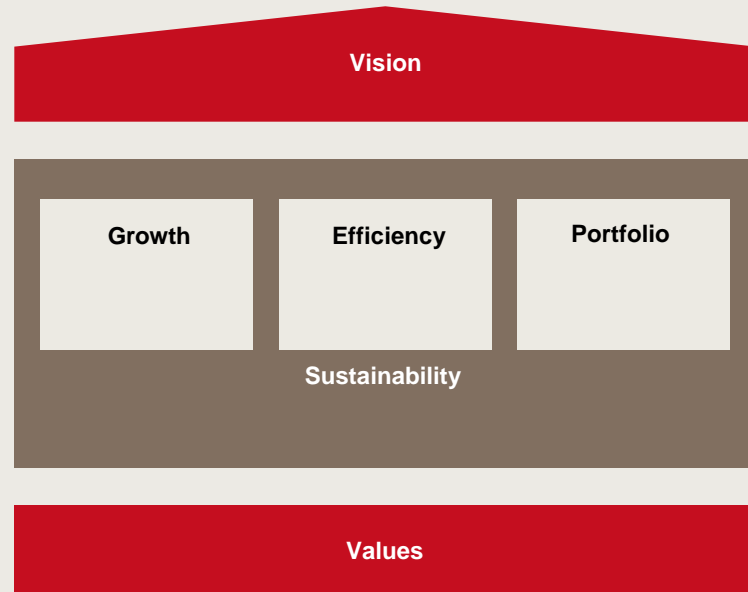 Vision
Growth
Efficiency
Portfolio
Sustainability
Values